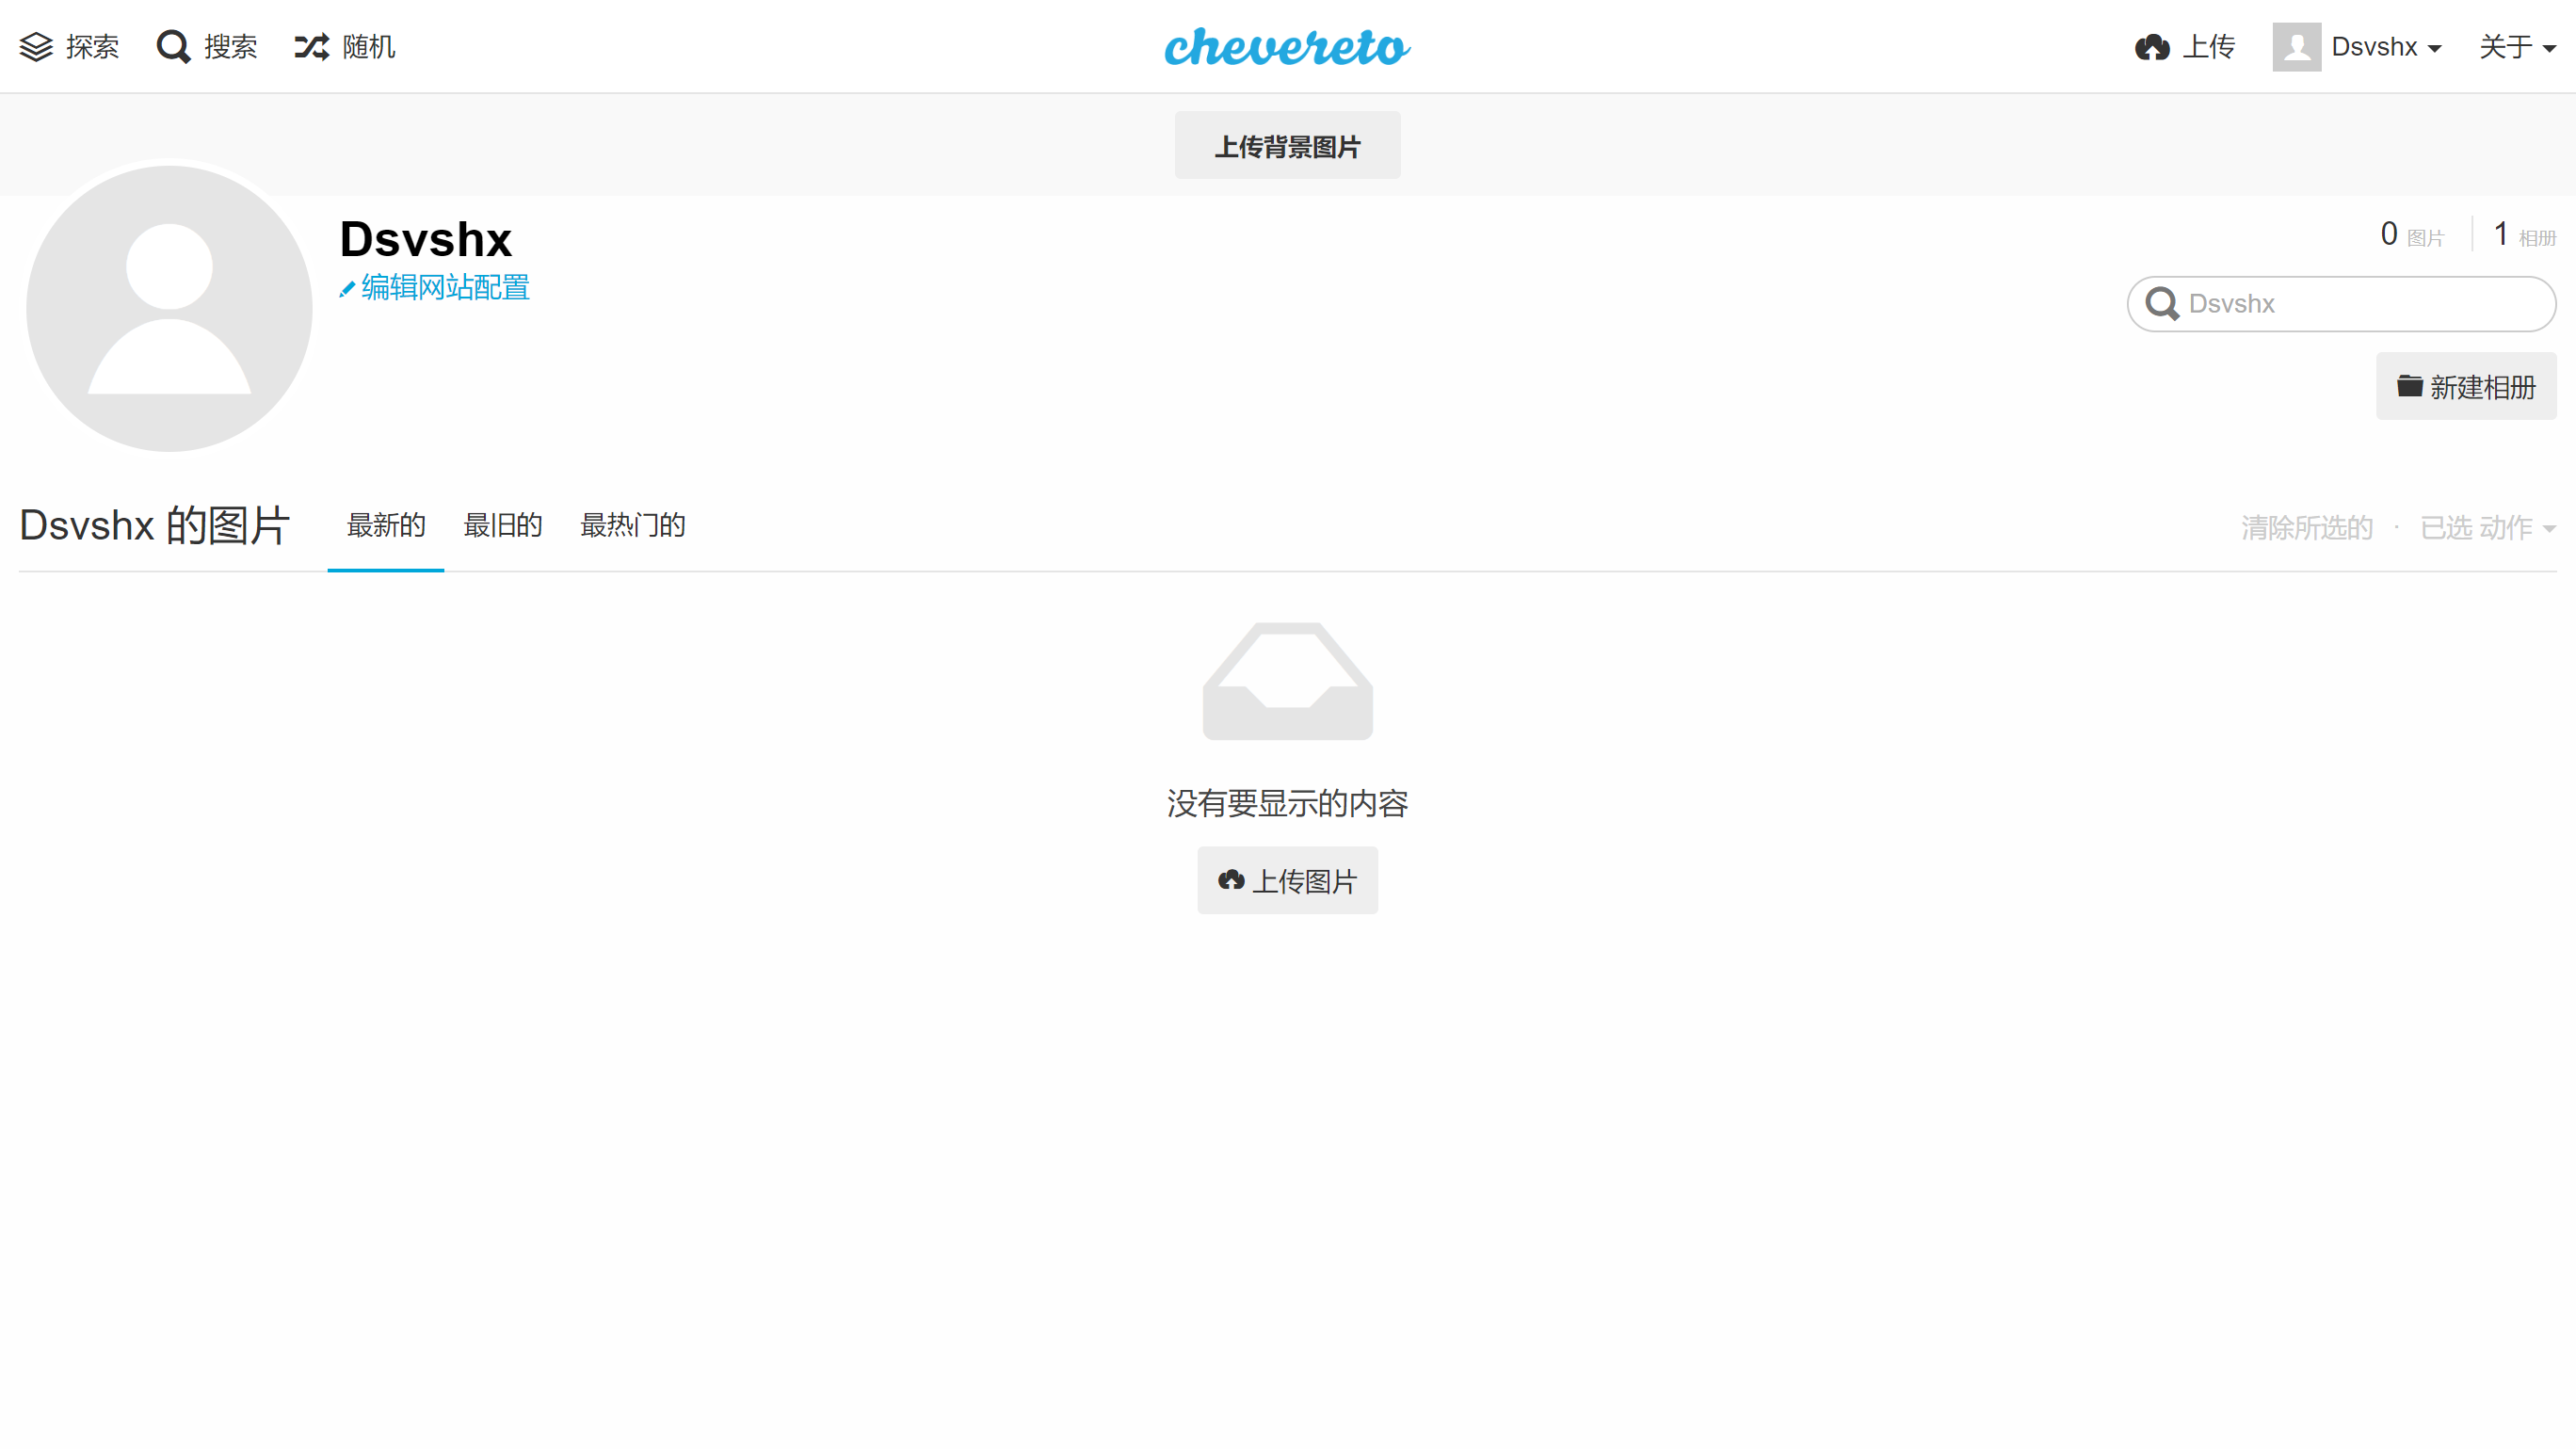 探索 搜索 随机 chevereto 上传 Dsvshx 关于
上传背景图片
Dsvshx
编辑网站配置
0 图片 1 相册
Dsvshx
新建相册
Dsvshx 的图片 最新的 最旧的 最热门的 清除所选的 · 已选 动作
没有要显示的内容
上传图片